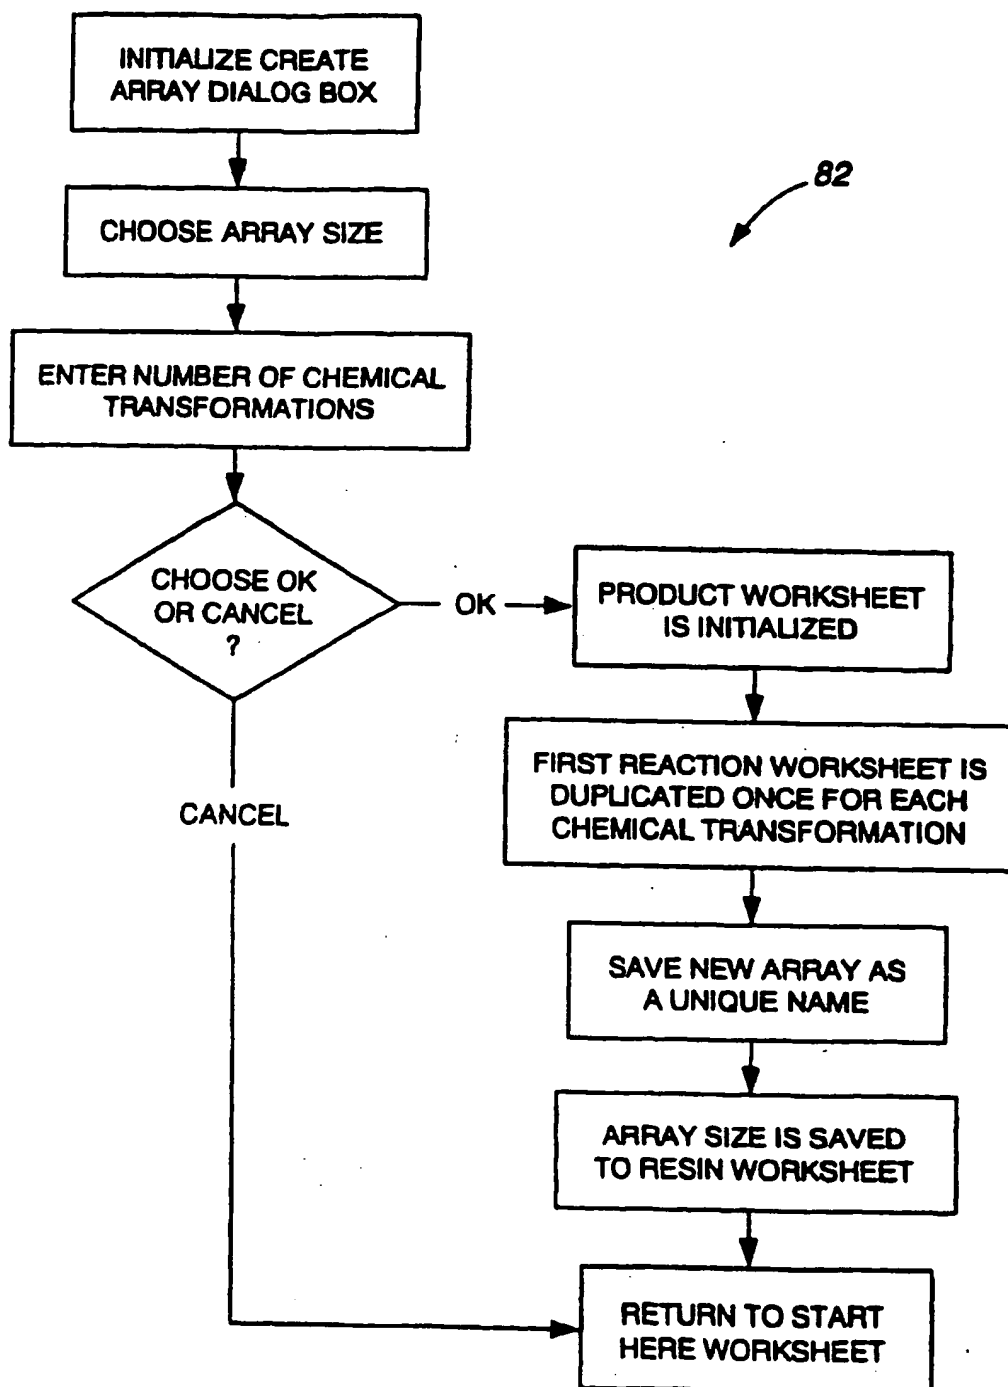 INITIALIZE CREATE
ARRAY DIALOG BOX
82
CHOOSE ARRAY SIZE
ENTER NUMBER OF CHEMICAL
TRANSFORMATIONS
CHOOSE OK
OR CANCEL
?
OK
PRODUCT WORKSHEET
IS INITIALIZED
FIRST REACTION WORKSHEET IS
DUPLICATED ONCE FOR EACH
CHEMICAL TRANSFORMATION
CANCEL
SAVE NEW ARRAY AS
A UNIQUE NAME
ARRAY SIZE IS SAVED
TO RESIN WORKSHEET
RETURN TO START
HERE WORKSHEET